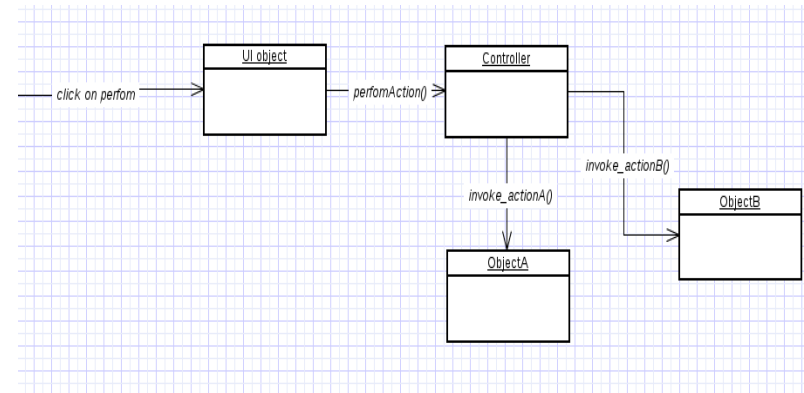 UI object
Controller
click on perfom
perfomAction()
invoke_actionB()
invoke_actionA()
ObjectB
ObjectA